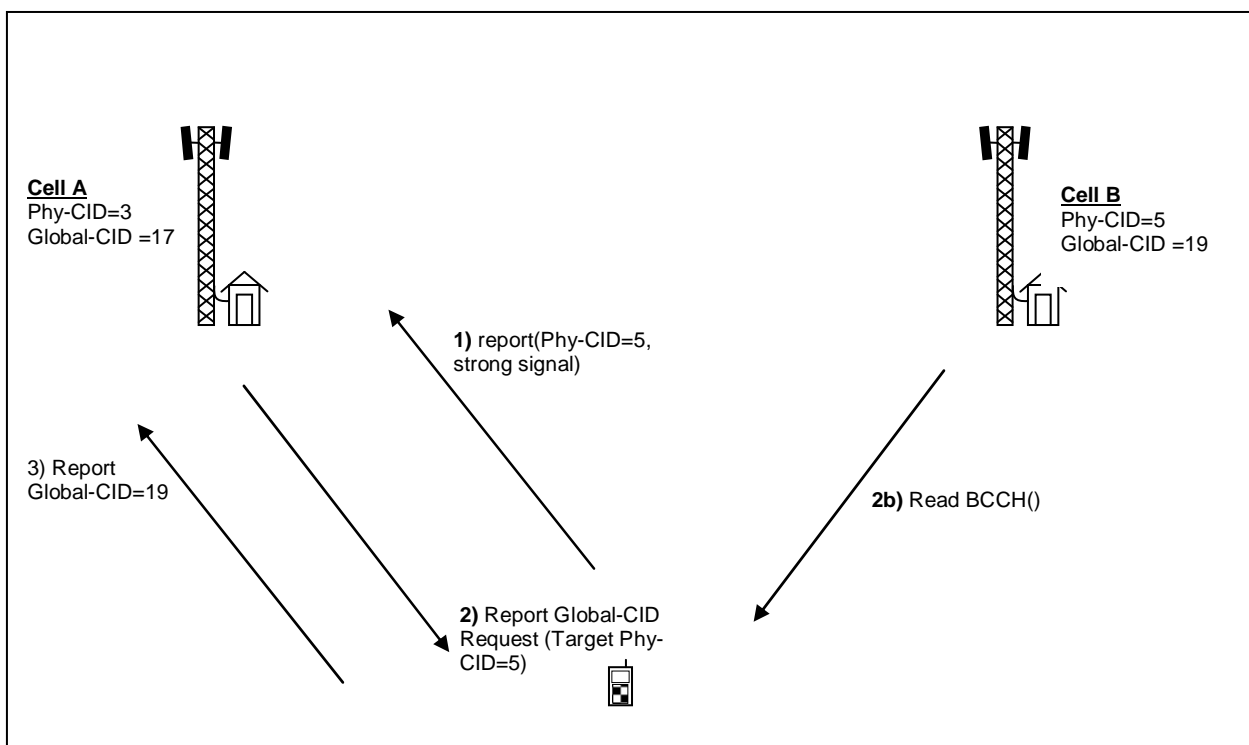 Cell A
Phy-CID=3
Global-CID =17
Cell B
Phy-CID=5
Global-CID =19
1) report(Phy-CID=5,
strong signal)
3) Report
Global-CID=19
2b) Read BCCH()
2) Report Global-CID
Request (Target Phy-
CID=5)